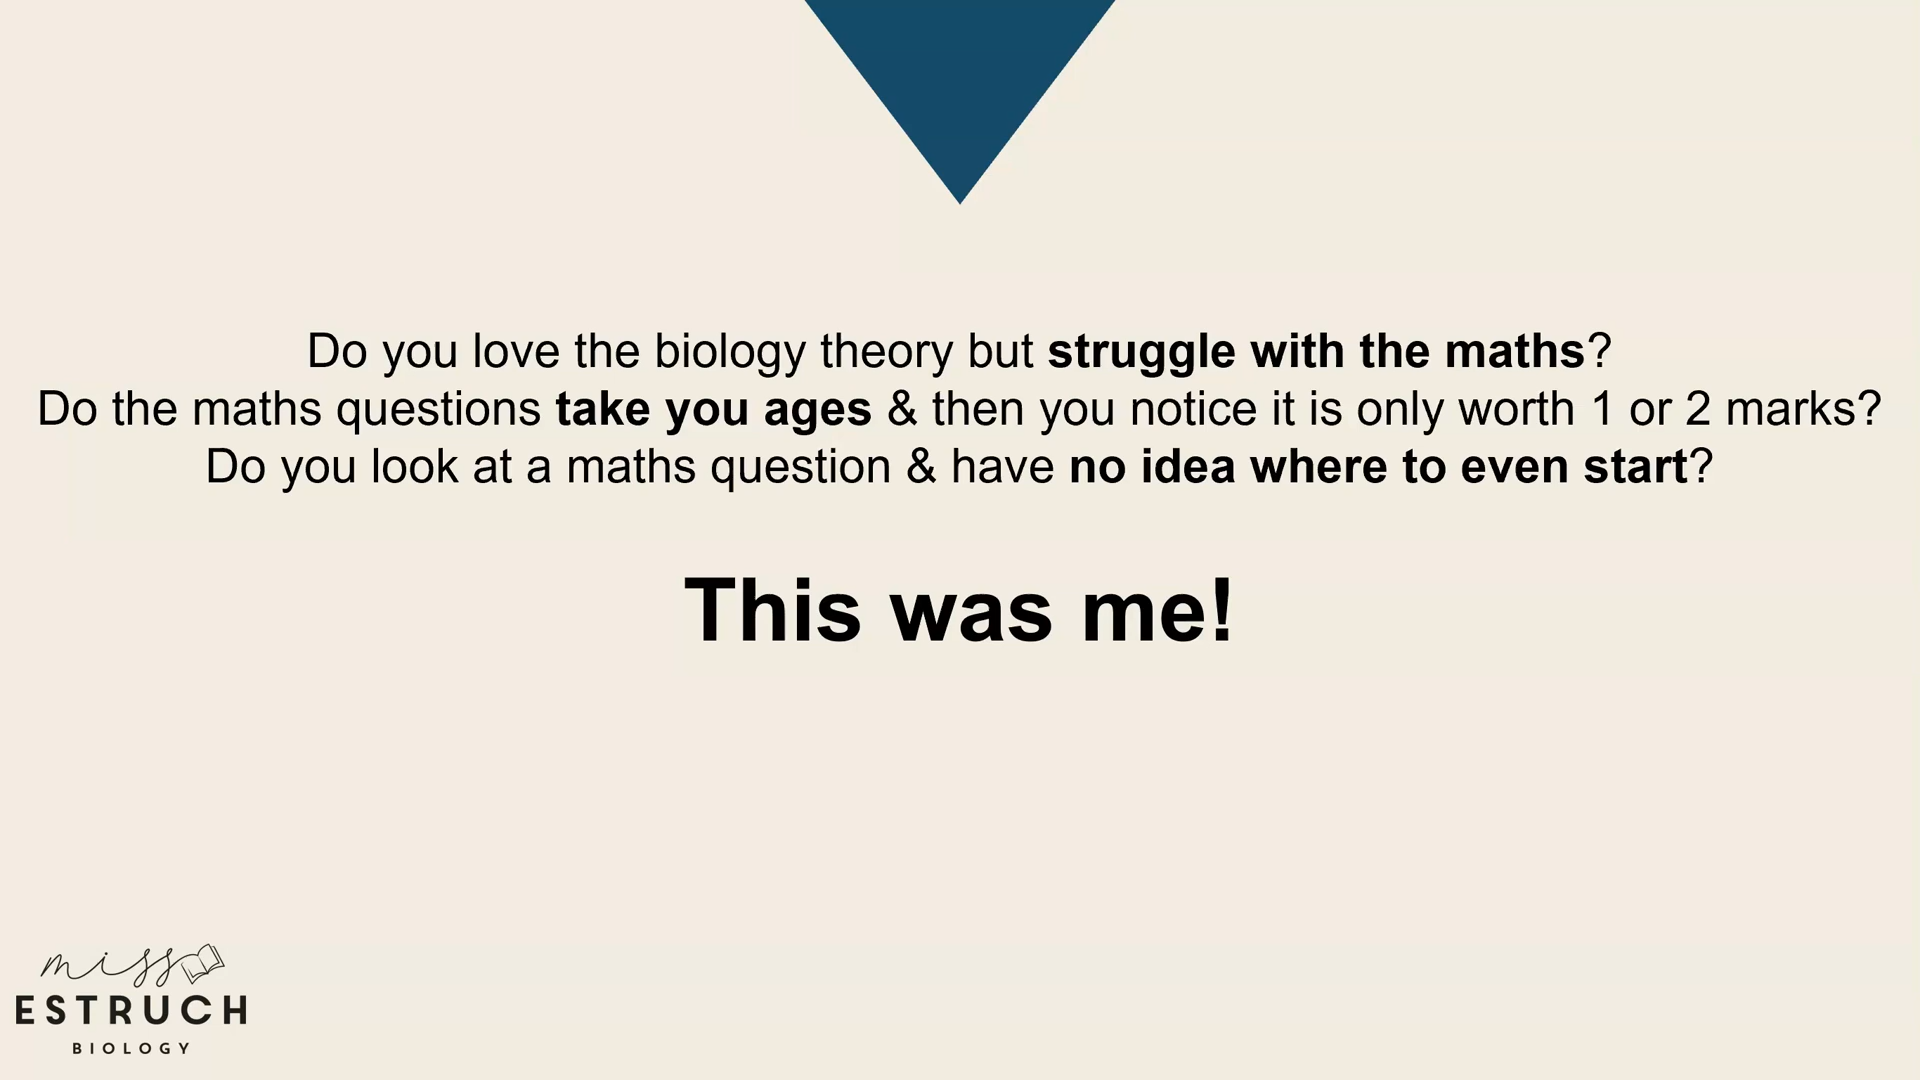 Do you love the biology theory but struggle with the maths?
Do the maths questions take you ages & then you notice it is only worth 1 or 2 marks?
Do you look at a maths question & have no idea where to even start?
This was me!
miss
ESTRUCH
BIOLOGY